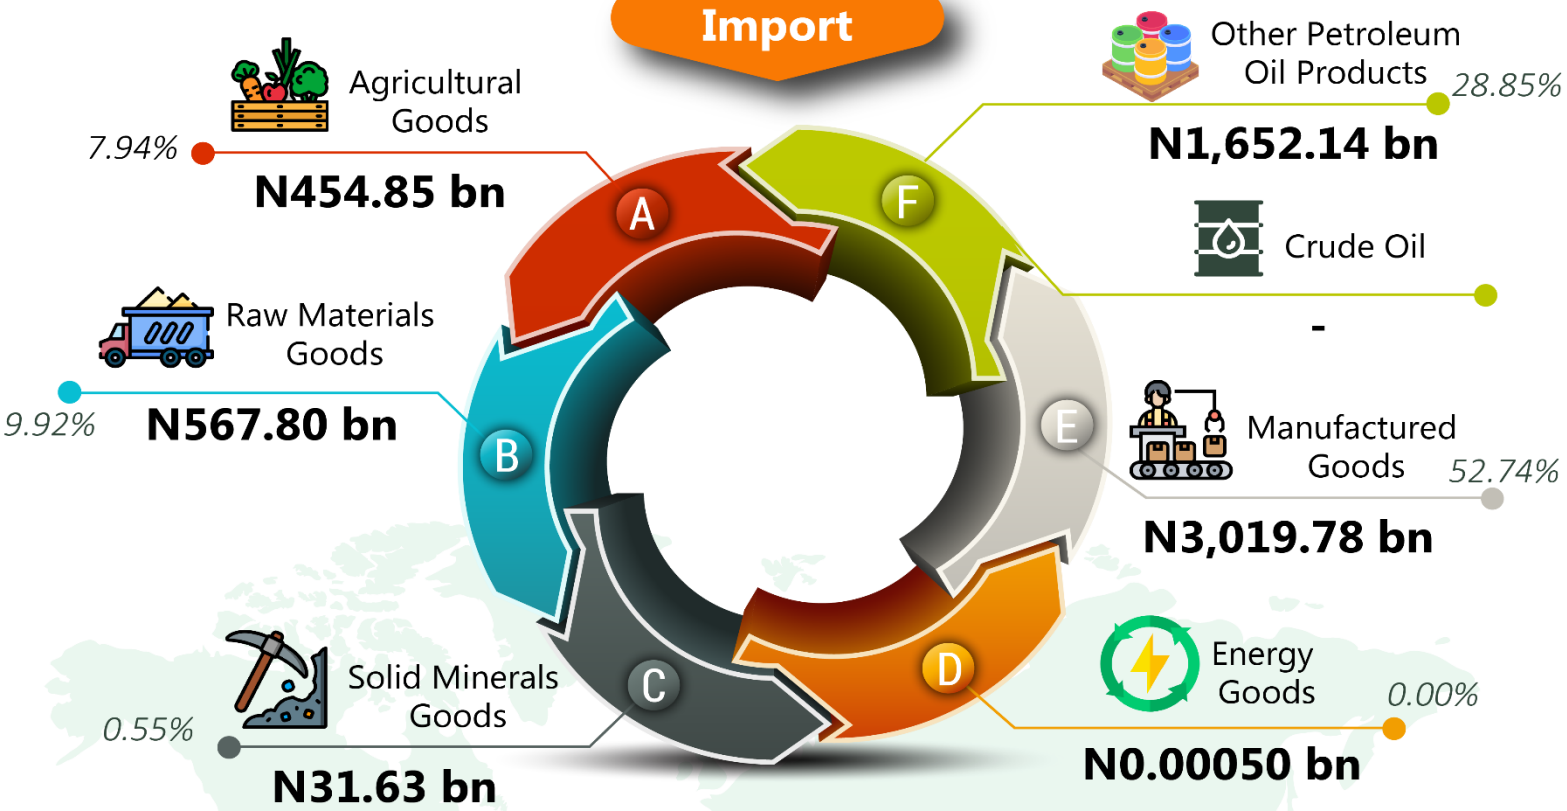 Import
Agricultural
Goods
7.94%
N454.85 bn
A
Raw Materials
Goods
9.92%
N567.80 bn
B
Solid Minerals
Goods
0.55%
N31.63 bn
C
Other Petroleum
Oil Products
28.85%
N1,652.14 bn
F
Crude Oil
-
Manufactured
Goods
52.74%
N3,019.78 bn
E
Energy
Goods
0.00%
N0.00050 bn
D